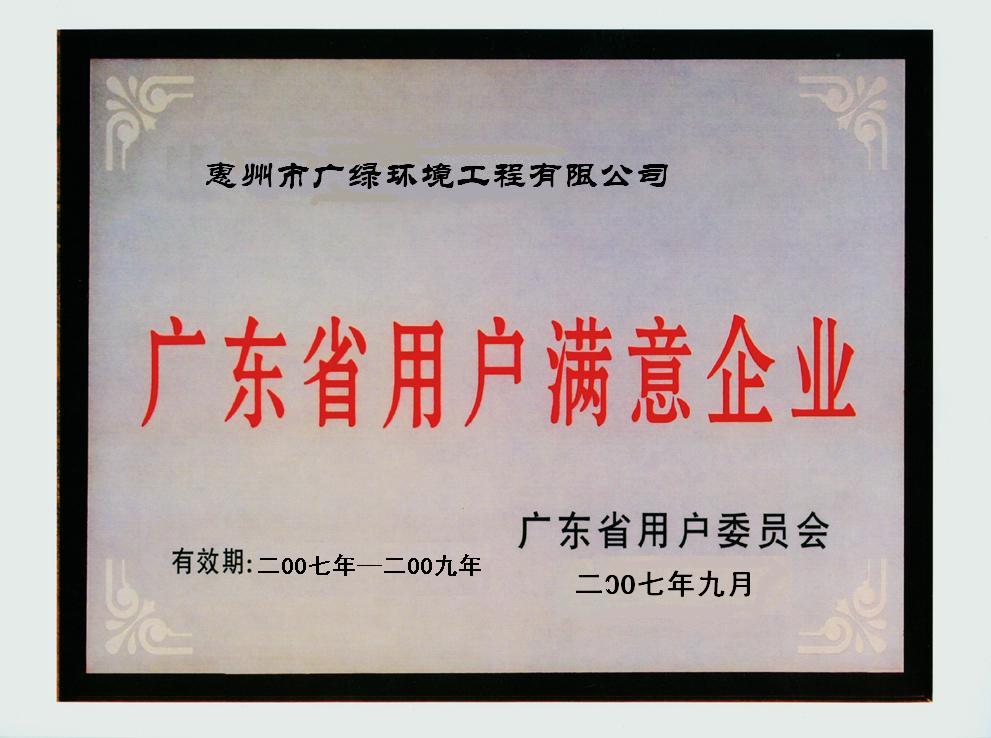 惠州市广绿环境工程有限公司
广东省用户满意企业
广东省用户委员会
有效期:二00七年—二00九年
二00七年九月